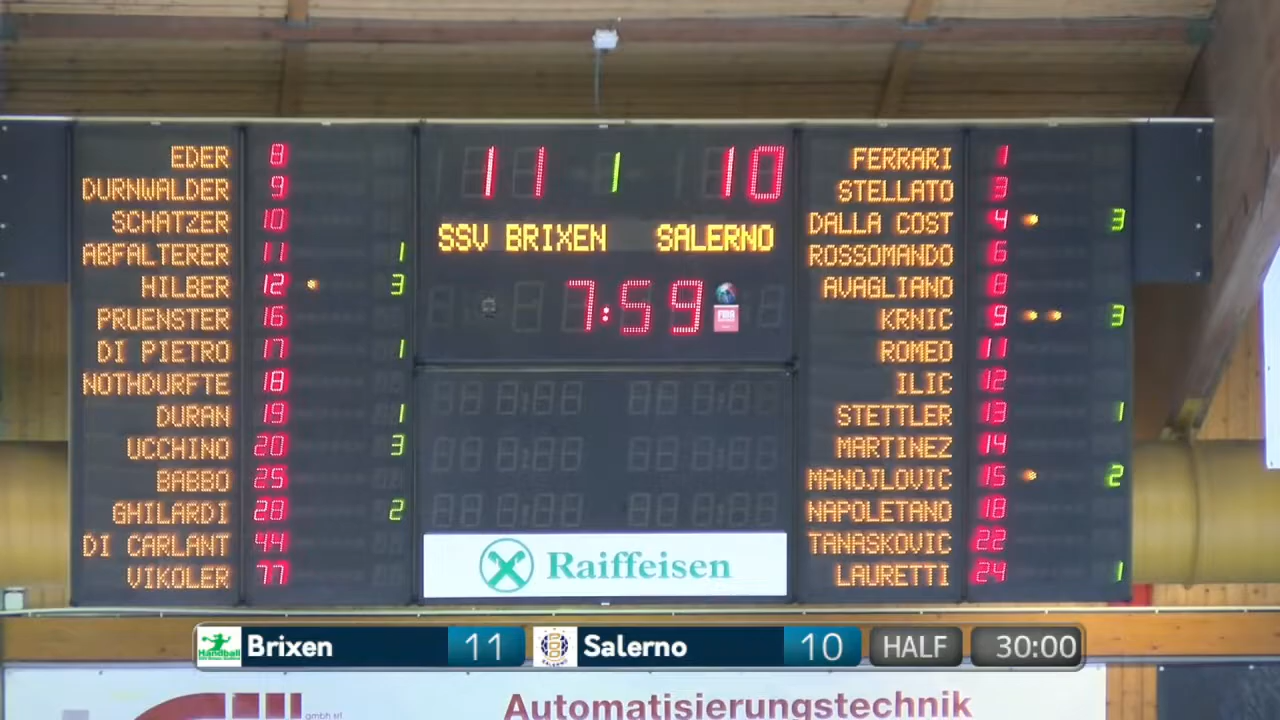 11 1 10
SSV BRIXEN SALERNO
7:59
EDER 8
DURNWALDER 9
SCHATZER 10
ABFALTERER 11 1
HILBER 12 3
PRUENSTER 16
DI PIETRO 17 1
NOTHDURFTE 18
DURAN 19 1
UCCHINO 20 3
BABBO 25
GHILARDI 28 2
DI CARLANT 44
VIKOLER 77
FERRARI 1
STELLATO 3
DALLA COST 4 3
ROSSOMANDO 6
AVAGLIANO 8
KRNIC 9 3
ROMEO 11
ILIC 12
STETTLER 13 1
MARTINEZ 14
MANOJLOVIC 15 2
NAPOLETANO 18
TANASKOVIC 22
LAURETTI 24 1
FIBA
Raiffeisen
Handball
Brixen 11 Salerno 10 HALF 30:00
gmbh srl
Automatisierungstechnik